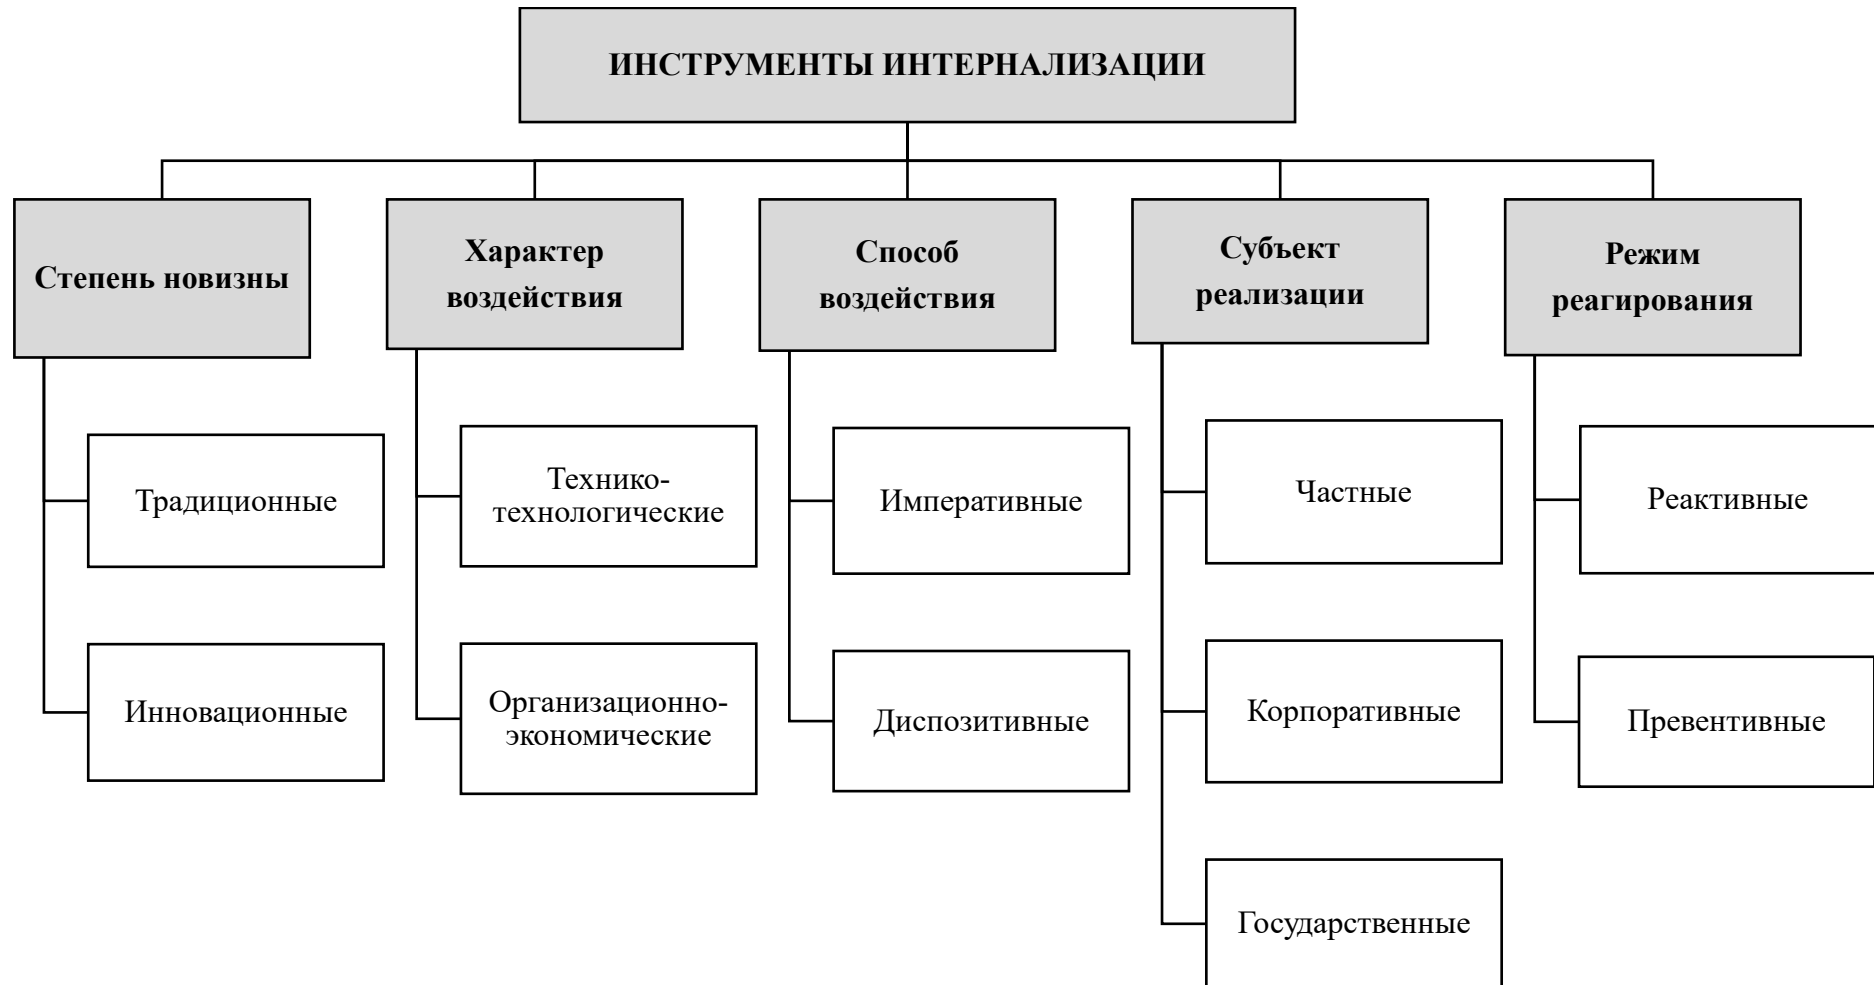 ИНСТРУМЕНТЫ ИНТЕРНАЛИЗАЦИИ
Степень новизны
Традиционные
Инновационные
Характер
воздействия
Технико-
технологические
Организационно-
экономические
Способ
воздействия
Императивные
Диспозитивные
Субъект
реализации
Частные
Корпоративные
Государственные
Режим
реагирования
Реактивные
Превентивные